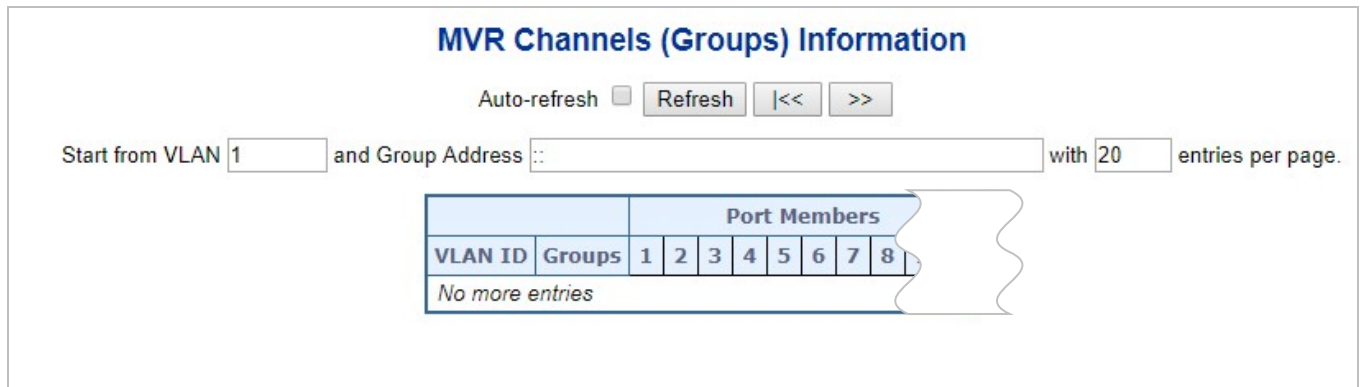 MVR Channels (Groups) Information
Auto-refresh Refresh |<< >>
Start from VLAN 1 and Group Address :: with 20 entries per page.
Port Members
VLAN ID Groups 1 2 3 4 5 6 7 8
No more entries